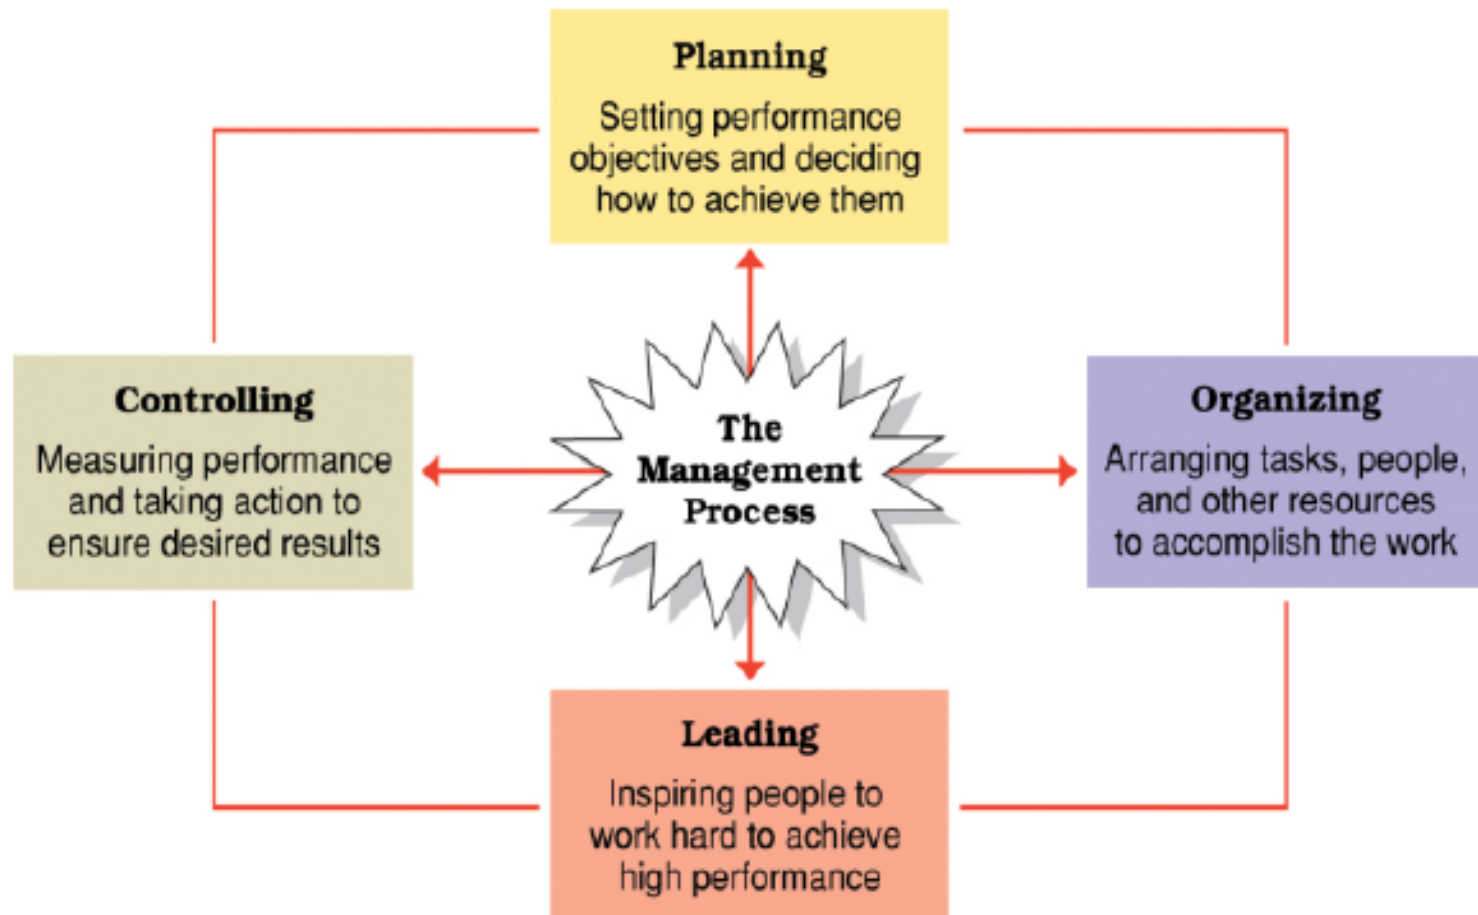 Planning
Setting performance
objectives and deciding
how to achieve them
Controlling
Measuring performance
and taking action to
ensure desired results
The
Management
Process
Organizing
Arranging tasks, people,
and other resources
to accomplish the work
Leading
Inspiring people to
work hard to achieve
high performance